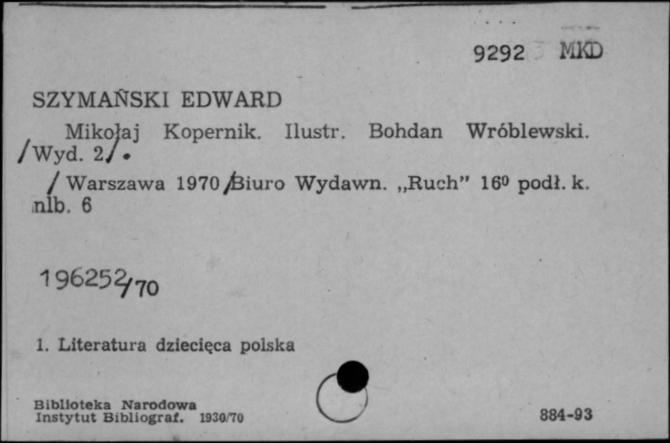 9292 MKD
SZYMAŃSKI EDWARD
Mikołaj Kopernik. Ilustr. Bohdan Wróblewski.
/Wyd. 2/.
/Warszawa 1970/Biuro Wydawn. „Ruch” 16⁰ podł. k.
nlb. 6
196252/70
1. Literatura dziecięca polska
Biblioteka Narodowa
Instytut Bibliograf. 1930/70
884-93